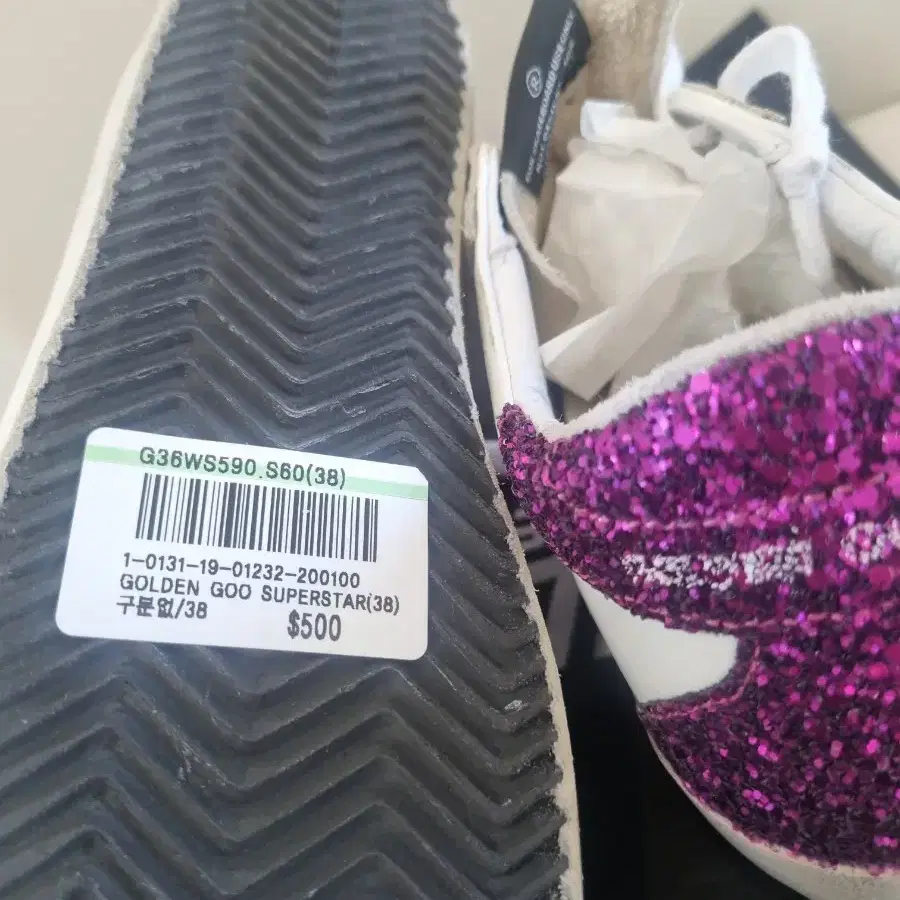 ®
G36WS590.S60(38)
1-0131-19-01232-200100
GOLDEN GOO SUPERSTAR(38)
구분없/38
$500